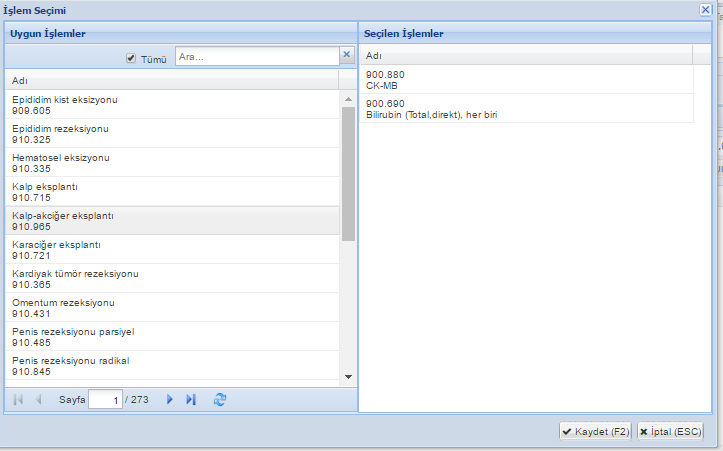 İşlem Seçimi
Uygun İşlemler
Tümü
Ara...
Adı
Epididim kist eksizyonu
909.605
Epididim rezeksiyonu
910.325
Hematosel eksizyonu
910.335
Kalp eksplantı
910.715
Kalp-akciğer eksplantı
910.965
Karaciğer eksplantı
910.721
Kardiyak tümör rezeksiyonu
910.365
Omentum rezeksiyonu
910.431
Penis rezeksiyonu parsiyel
910.485
Penis rezeksiyonu radikal
910.845
Sayfa 1 / 273
Seçilen İşlemler
Adı
900.880
CK-MB
900.690
Bilirubin (Total,direkt), her biri
Kaydet (F2)
İptal (ESC)